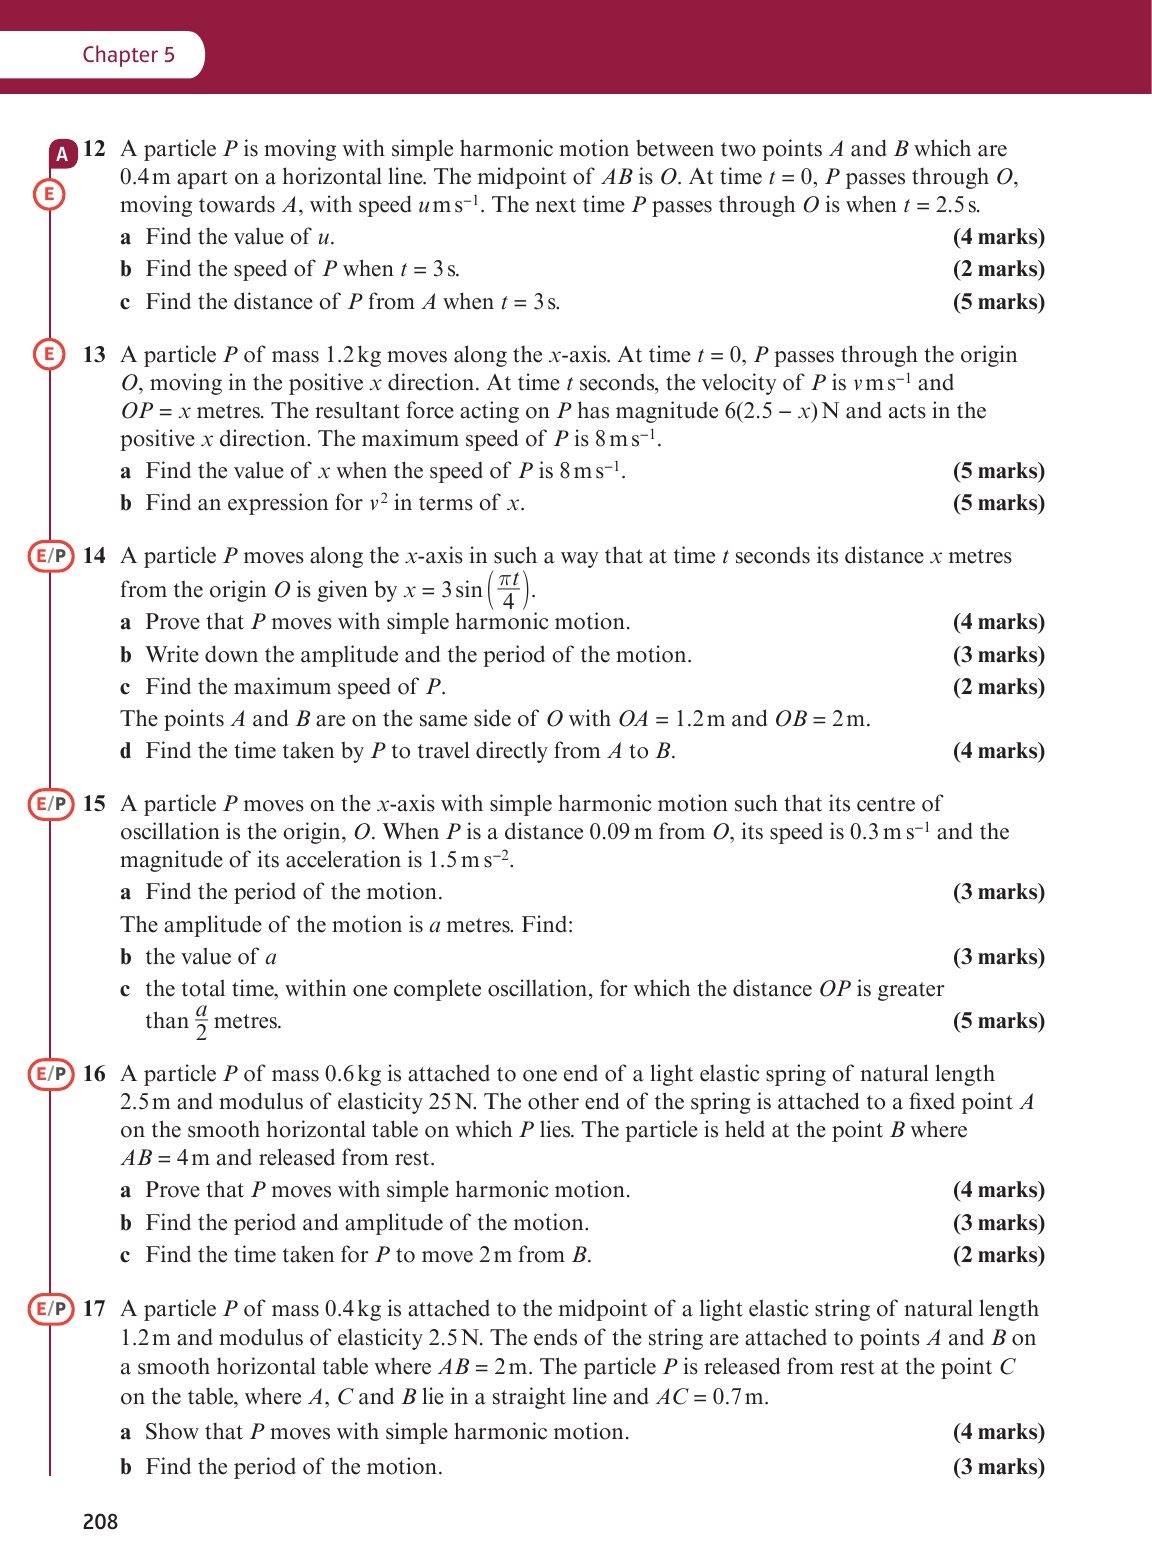 Chapter 5
A 12 A particle P is moving with simple harmonic motion between two points A and B which are
E 0.4 m apart on a horizontal line. The midpoint of AB is O. At time t = 0, P passes through O,
moving towards A, with speed u m s⁻¹. The next time P passes through O is when t = 2.5 s.
a Find the value of u. (4 marks)
b Find the speed of P when t = 3 s. (2 marks)
c Find the distance of P from A when t = 3 s. (5 marks)
E 13 A particle P of mass 1.2 kg moves along the x-axis. At time t = 0, P passes through the origin
O, moving in the positive x direction. At time t seconds, the velocity of P is v m s⁻¹ and
OP = x metres. The resultant force acting on P has magnitude 6(2.5 − x) N and acts in the
positive x direction. The maximum speed of P is 8 m s⁻¹.
a Find the value of x when the speed of P is 8 m s⁻¹. (5 marks)
b Find an expression for v² in terms of x. (5 marks)
E/P 14 A particle P moves along the x-axis in such a way that at time t seconds its distance x metres
from the origin O is given by x = 3 sin(πt/4).
a Prove that P moves with simple harmonic motion. (4 marks)
b Write down the amplitude and the period of the motion. (3 marks)
c Find the maximum speed of P. (2 marks)
The points A and B are on the same side of O with OA = 1.2 m and OB = 2 m.
d Find the time taken by P to travel directly from A to B. (4 marks)
E/P 15 A particle P moves on the x-axis with simple harmonic motion such that its centre of
oscillation is the origin, O. When P is a distance 0.09 m from O, its speed is 0.3 m s⁻¹ and the
magnitude of its acceleration is 1.5 m s⁻².
a Find the period of the motion. (3 marks)
The amplitude of the motion is a metres. Find:
b the value of a (3 marks)
c the total time, within one complete oscillation, for which the distance OP is greater
than a/2 metres. (5 marks)
E/P 16 A particle P of mass 0.6 kg is attached to one end of a light elastic spring of natural length
2.5 m and modulus of elasticity 25 N. The other end of the spring is attached to a fixed point A
on the smooth horizontal table on which P lies. The particle is held at the point B where
AB = 4 m and released from rest.
a Prove that P moves with simple harmonic motion. (4 marks)
b Find the period and amplitude of the motion. (3 marks)
c Find the time taken for P to move 2 m from B. (2 marks)
E/P 17 A particle P of mass 0.4 kg is attached to the midpoint of a light elastic string of natural length
1.2 m and modulus of elasticity 2.5 N. The ends of the string are attached to points A and B on
a smooth horizontal table where AB = 2 m. The particle P is released from rest at the point C
on the table, where A, C and B lie in a straight line and AC = 0.7 m.
a Show that P moves with simple harmonic motion. (4 marks)
b Find the period of the motion. (3 marks)
208